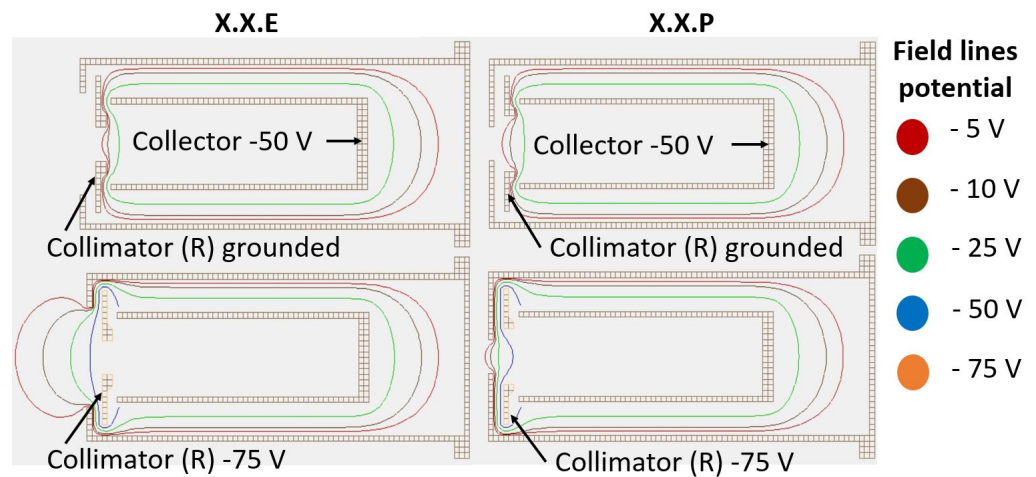 X.X.E
X.X.P
Field lines
potential
- 5 V
- 10 V
- 25 V
- 50 V
- 75 V
Collector -50 V
Collector -50 V
Collimator (R) grounded
Collimator (R) grounded
Collimator (R) -75 V
Collimator (R) -75 V